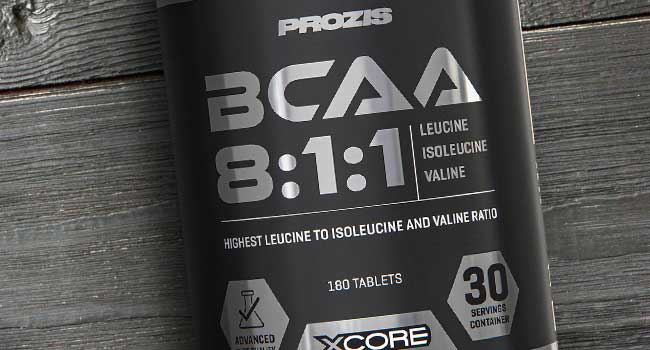 PROZIS
BCAA
8:1:1
LEUCINE
ISOLEUCINE
VALINE
HIGHEST LEUCINE TO ISOLEUCINE AND VALINE RATIO
180 TABLETS
30
SERVINGS
CONTAINER
ADVANCED
XCORE